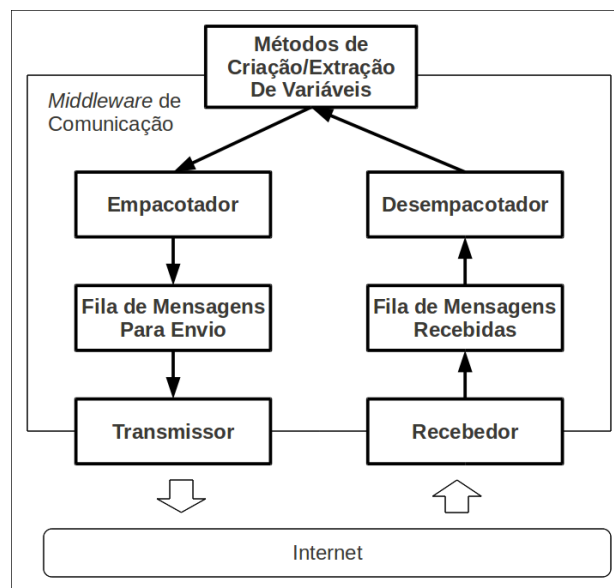 Métodos de
Criação/Extração
De Variáveis
Middleware de
Comunicação
Empacotador
Desempacotador
Fila de Mensagens
Para Envio
Fila de Mensagens
Recebidas
Transmissor
Recebedor
Internet